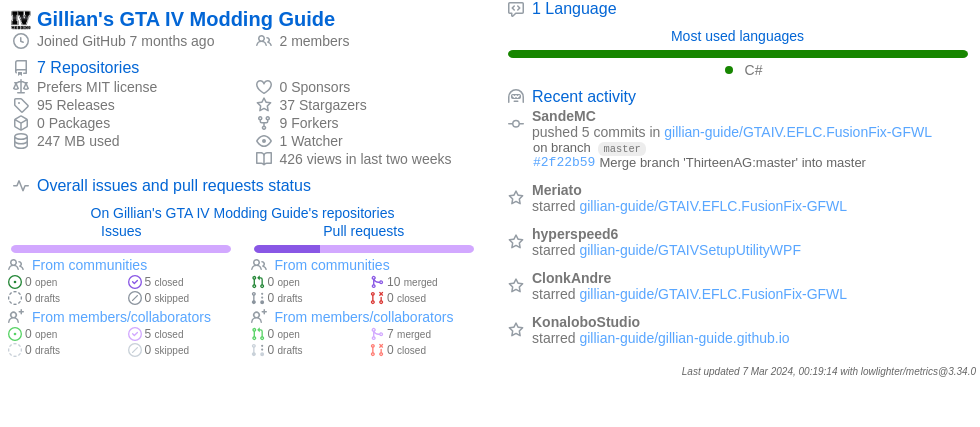 IV
Gillian's GTA IV Modding Guide
Joined GitHub 7 months ago
2 members
7 Repositories
Prefers MIT license
95 Releases
0 Packages
247 MB used
0 Sponsors
37 Stargazers
9 Forkers
1 Watcher
426 views in last two weeks
Overall issues and pull requests status
On Gillian's GTA IV Modding Guide's repositories
Issues
From communities
0 open
5 closed
0 drafts
0 skipped
From members/collaborators
0 open
5 closed
0 drafts
0 skipped
Pull requests
From communities
0 open
10 merged
0 drafts
0 closed
From members/collaborators
0 open
7 merged
0 drafts
0 closed
1 Language
Most used languages
C#
Recent activity
SandeMC
pushed 5 commits in gillian-guide/GTAIV.EFLC.FusionFix-GFWL
on branch master
#2f22b59 Merge branch 'ThirteenAG:master' into master
Meriato
starred gillian-guide/GTAIV.EFLC.FusionFix-GFWL
hyperspeed6
starred gillian-guide/GTAIVSetupUtilityWPF
ClonkAndre
starred gillian-guide/GTAIV.EFLC.FusionFix-GFWL
KonaloboStudio
starred gillian-guide/gillian-guide.github.io
Last updated 7 Mar 2024, 00:19:14 with lowlighter/metrics@3.34.0